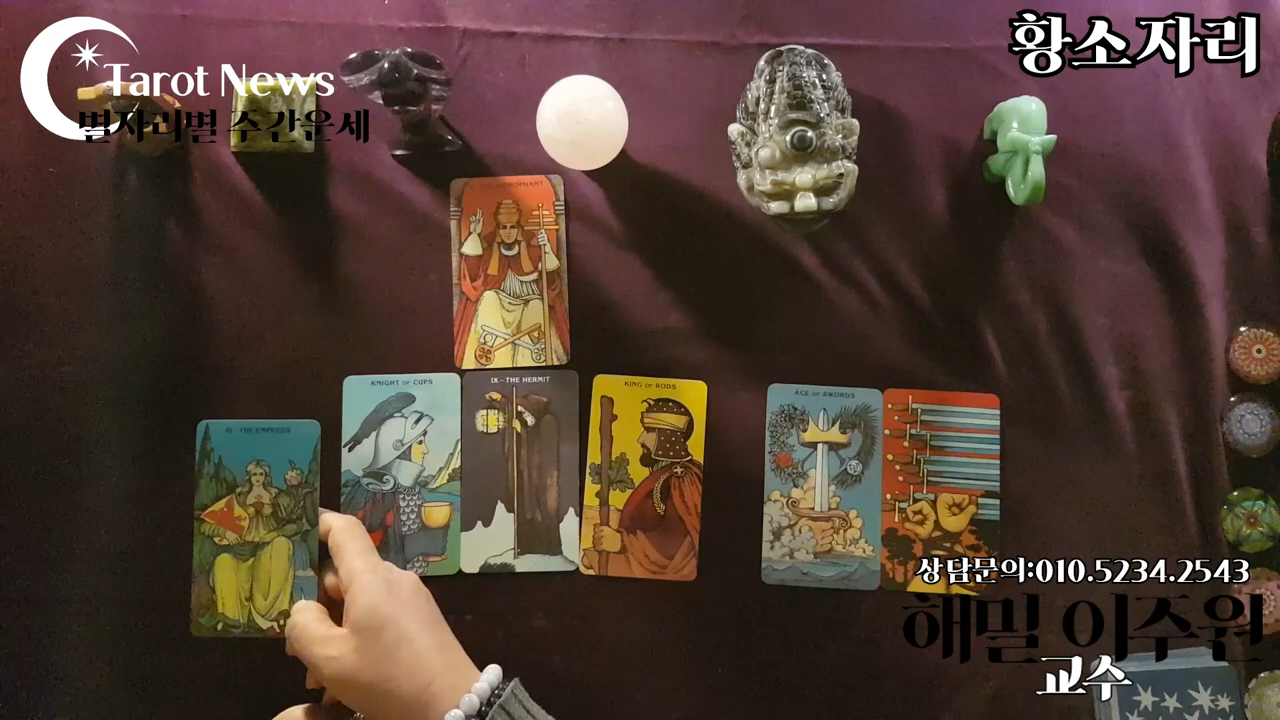 Tarot News
별자리별 수간운세
황소자리
V · THE HIEROPHANT
KNIGHT OF CUPS
IX - THE HERMIT
KING OF RODS
ACE OF SWORDS
III · THE EMPRESS
상담문의:010.5234.2543
해밀 이주원
교수